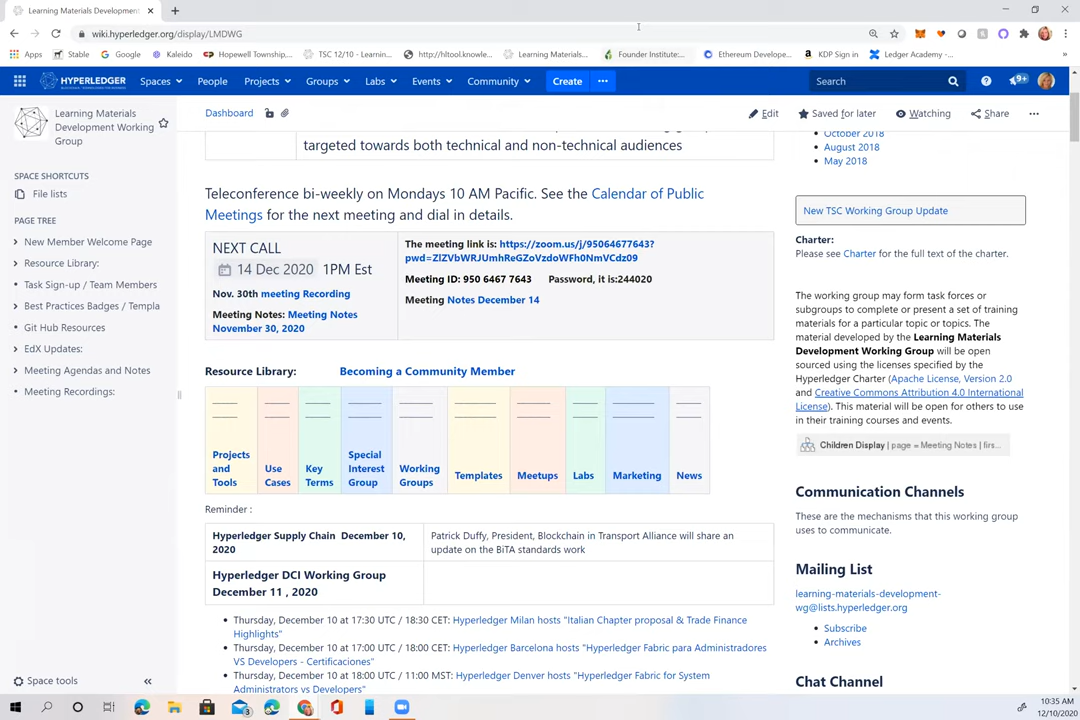 Learning Materials Developmen
wiki.hyperledger.org/display/LMDWG
Apps
Startup
Google
Kaleido
Hopewell Township,...
TSC 12/10 - Learnin...
http://hltool.knowle...
Learning Materials...
Founder Institute:...
Ethereum Develope...
KDP Sign in
Ledger Academy -...
HYPERLEDGER
Spaces
People
Projects
Groups
Labs
Events
Community
Create
Search
9+
Learning Materials
Development Working
Group
Dashboard
Edit
Saved for later
Watching
Share
SPACE SHORTCUTS
File lists
PAGE TREE
New Member Welcome Page
Resource Library:
Task Sign-up / Team Members
Best Practices Badges / Templa
Git Hub Resources
EdX Updates:
Meeting Agendas and Notes
Meeting Recordings:
Space tools
targeted towards both technical and non-technical audiences
Teleconference bi-weekly on Mondays 10 AM Pacific. See the Calendar of Public
Meetings for the next meeting and dial in details.
NEXT CALL
14 Dec 2020 1PM Est
Nov. 30th meeting Recording
Meeting Notes: Meeting Notes
November 30, 2020
The meeting link is: https://zoom.us/j/95064677643?
pwd=ZlZVbWRJUmhReGZoVzdoWFh0NmVCdz09
Meeting ID: 950 6467 7643 Password, it is:244020
Meeting Notes December 14
Resource Library: Becoming a Community Member
Projects
and
Tools
Use
Cases
Key
Terms
Special
Interest
Group
Working
Groups
Templates
Meetups
Labs
Marketing
News
Reminder :
Hyperledger Supply Chain December 10,
2020
Patrick Duffy, President, Blockchain in Transport Alliance will share an
update on the BiTA standards work
Hyperledger DCI Working Group
December 11 , 2020
Thursday, December 10 at 17:30 UTC / 18:30 CET: Hyperledger Milan hosts "Italian Chapter proposal & Trade Finance
Highlights"
Thursday, December 10 at 17:00 UTC / 18:00 CET: Hyperledger Barcelona hosts "Hyperledger Fabric para Administradores
VS Developers - Certificaciones"
Thursday, December 10 at 18:00 UTC / 11:00 MST: Hyperledger Denver hosts "Hyperledger Fabric for System
Administrators vs Developers"
October 2018
August 2018
May 2018
New TSC Working Group Update
Charter:
Please see Charter for the full text of the charter.
The working group may form task forces or
subgroups to complete or present a set of training
materials for a particular topic or topics. The
material developed by the Learning Materials
Development Working Group will be open
sourced using the licenses specified by the
Hyperledger Charter (Apache License, Version 2.0
and Creative Commons Attribution 4.0 International
License). This material will be open for others to use
in their training courses and events.
Children Display | page = Meeting Notes | firs...
Communication Channels
These are the mechanisms that this working group
uses to communicate.
Mailing List
learning-materials-development-
wg@lists.hyperledger.org
Subscribe
Archives
Chat Channel
3
10:35 AM
12/10/2020